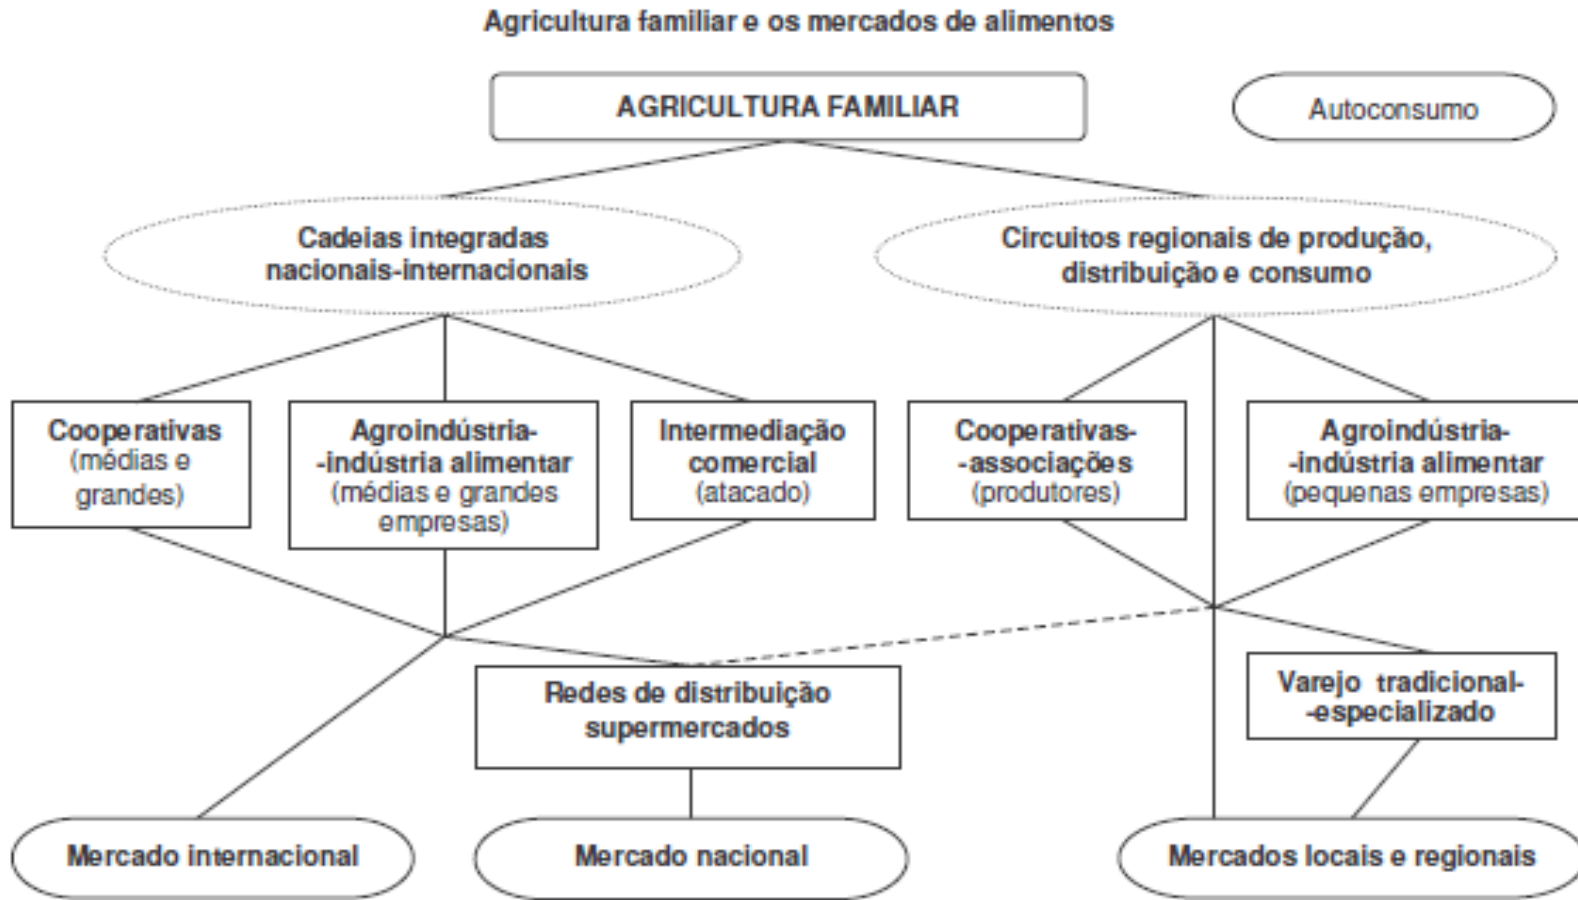 Agricultura familiar e os mercados de alimentos
AGRICULTURA FAMILIAR
Autoconsumo
Cadeias integradas
nacionais-internacionais
Circuitos regionais de produção,
distribuição e consumo
Cooperativas
(médias e
grandes)
Agroindústria-
-indústria alimentar
(médias e grandes
empresas)
Intermediação
comercial
(atacado)
Cooperativas-
-associações
(produtores)
Agroindústria-
-indústria alimentar
(pequenas empresas)
Redes de distribuição
supermercados
Varejo tradicional-
-especializado
Mercado internacional
Mercado nacional
Mercados locais e regionais